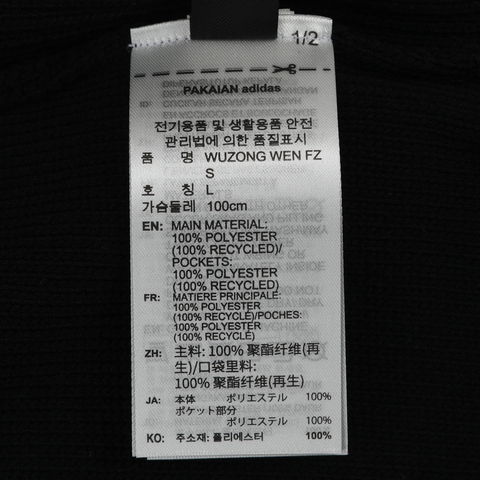 1/2
PAKAIAN adidas
전기용품 및 생활용품 안전
관리법에 의한 품질표시
품 명 WUZONG WEN FZ
S
호 칭 L
가슴둘레 100cm
EN: MAIN MATERIAL:
100% POLYESTER
(100% RECYCLED)/
POCKETS:
100% POLYESTER
(100% RECYCLED)
FR: MATIERE PRINCIPALE:
100% POLYESTER
(100% RECYCLÉ)/POCHES:
100% POLYESTER
(100% RECYCLÉ)
ZH: 主料: 100% 聚酯纤维(再
生)/口袋里料:
100% 聚酯纤维(再生)
JA: 本体 ポリエステル 100%
ポケット部分
ポリエステル 100%
KO: 주소재: 폴리에스터 100%